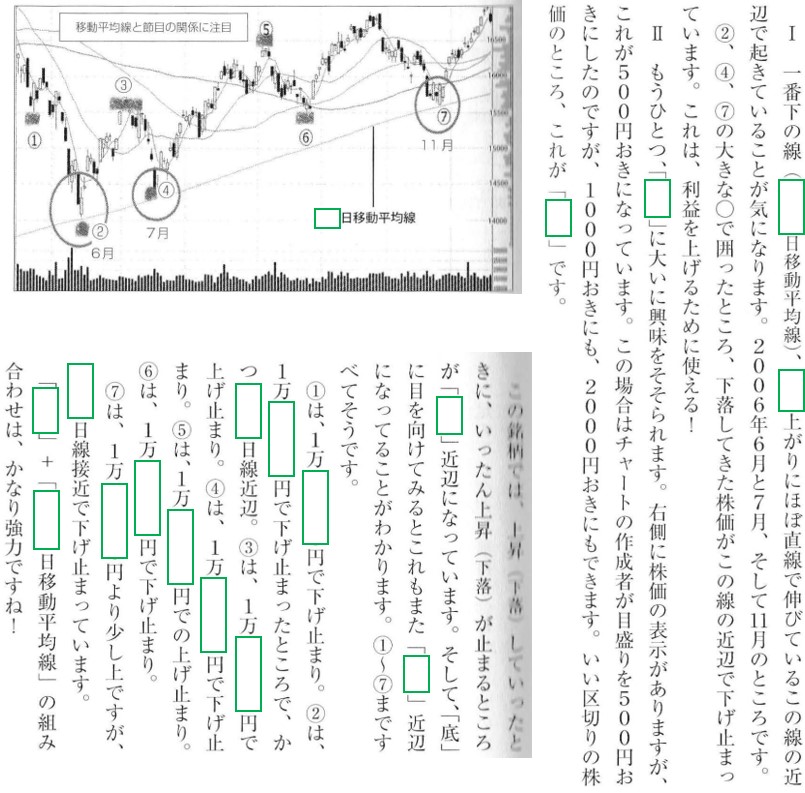 Ⅰ　一番下の線（　日移動平均線）、　上がりにほぼ直線で伸びているこの線の近
辺で起きていることが気になります。2006年6月と7月、そして11月のところです。
②、④、⑦の大きな○で囲ったところ、下落してきた株価がこの線の近辺で下げ止まっ
ています。これは、利益を上げるために使える！
Ⅱ　もうひとつ、「　」に大いに興味をそそられます。右側に株価の表示がありますが、
これが500円おきになっています。この場合はチャートの作成者が目盛りを500円お
きにしたのですが、1000円おきにも、2000円おきにもできます。いい区切りの株
価のところ、これが「　」です。
移動平均線と節目の関係に注目
①
②
6月
③
④
7月
⑤
⑥
⑦
11月
日移動平均線
16500
16000
15500
15000
14500
14000
この銘柄では、上昇（下落）していったと
きに、いったん上昇（下落）が止まるところ
が「　」近辺になっています。そして、「底」
に目を向けてみるとこれもまた「　」近辺
になってることがわかります。①～⑦まです
べてそうです。
①は、1万　円で下げ止まり。②は、
1万　円で下げ止まったところで、か
つ　日線近辺。③は、1万　円で
上げ止まり。④は、1万　円で下げ止
まり。⑤は、1万　円での上げ止まり。
⑥は、1万　円で下げ止まり。
⑦は、1万　円より少し上ですが、
　日線接近で下げ止まっています。
「　」＋「　日移動平均線」の組み
合わせは、かなり強力ですね！